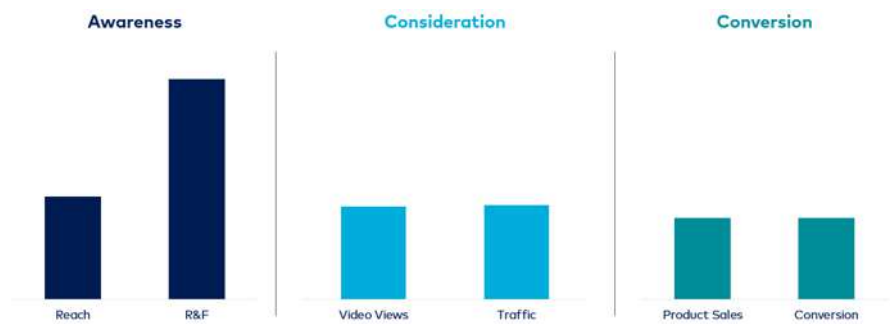 Awareness
Consideration
Conversion
Reach
R&F
Video Views
Traffic
Product Sales
Conversion